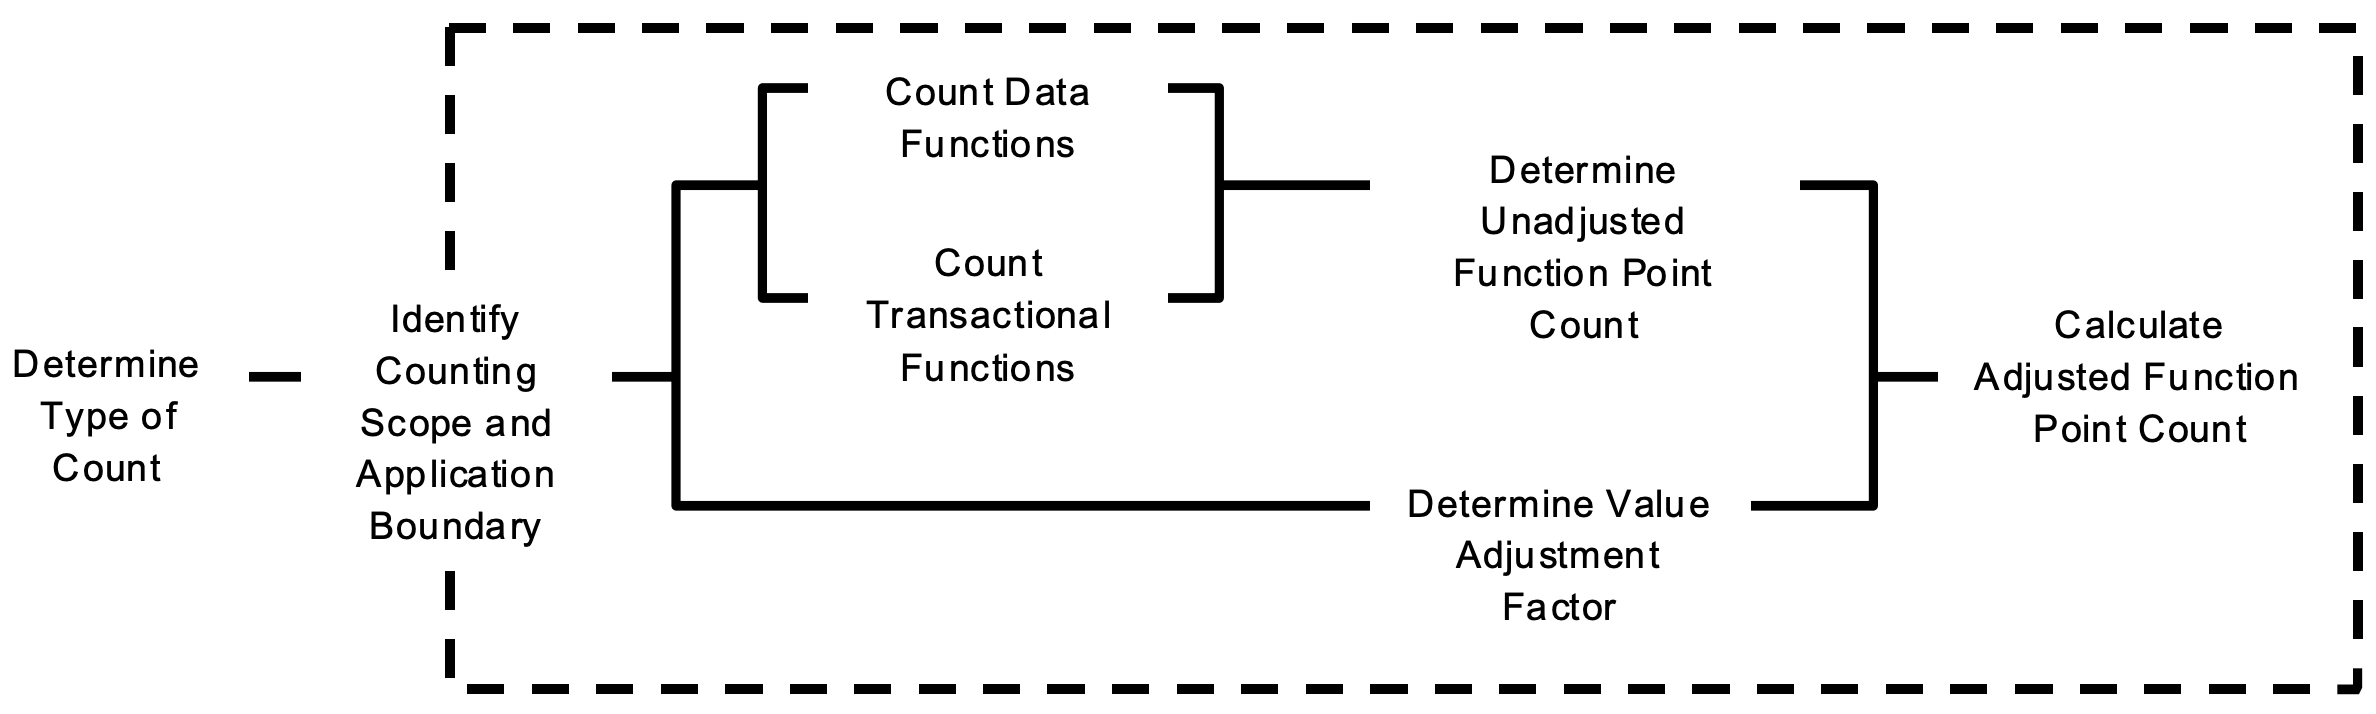 Determine
Type of
Count
Identify
Counting
Scope and
Application
Boundary
Count Data
Functions
Count
Transactional
Functions
Determine
Unadjusted
Function Point
Count
Determine Value
Adjustment
Factor
Calculate
Adjusted Function
Point Count